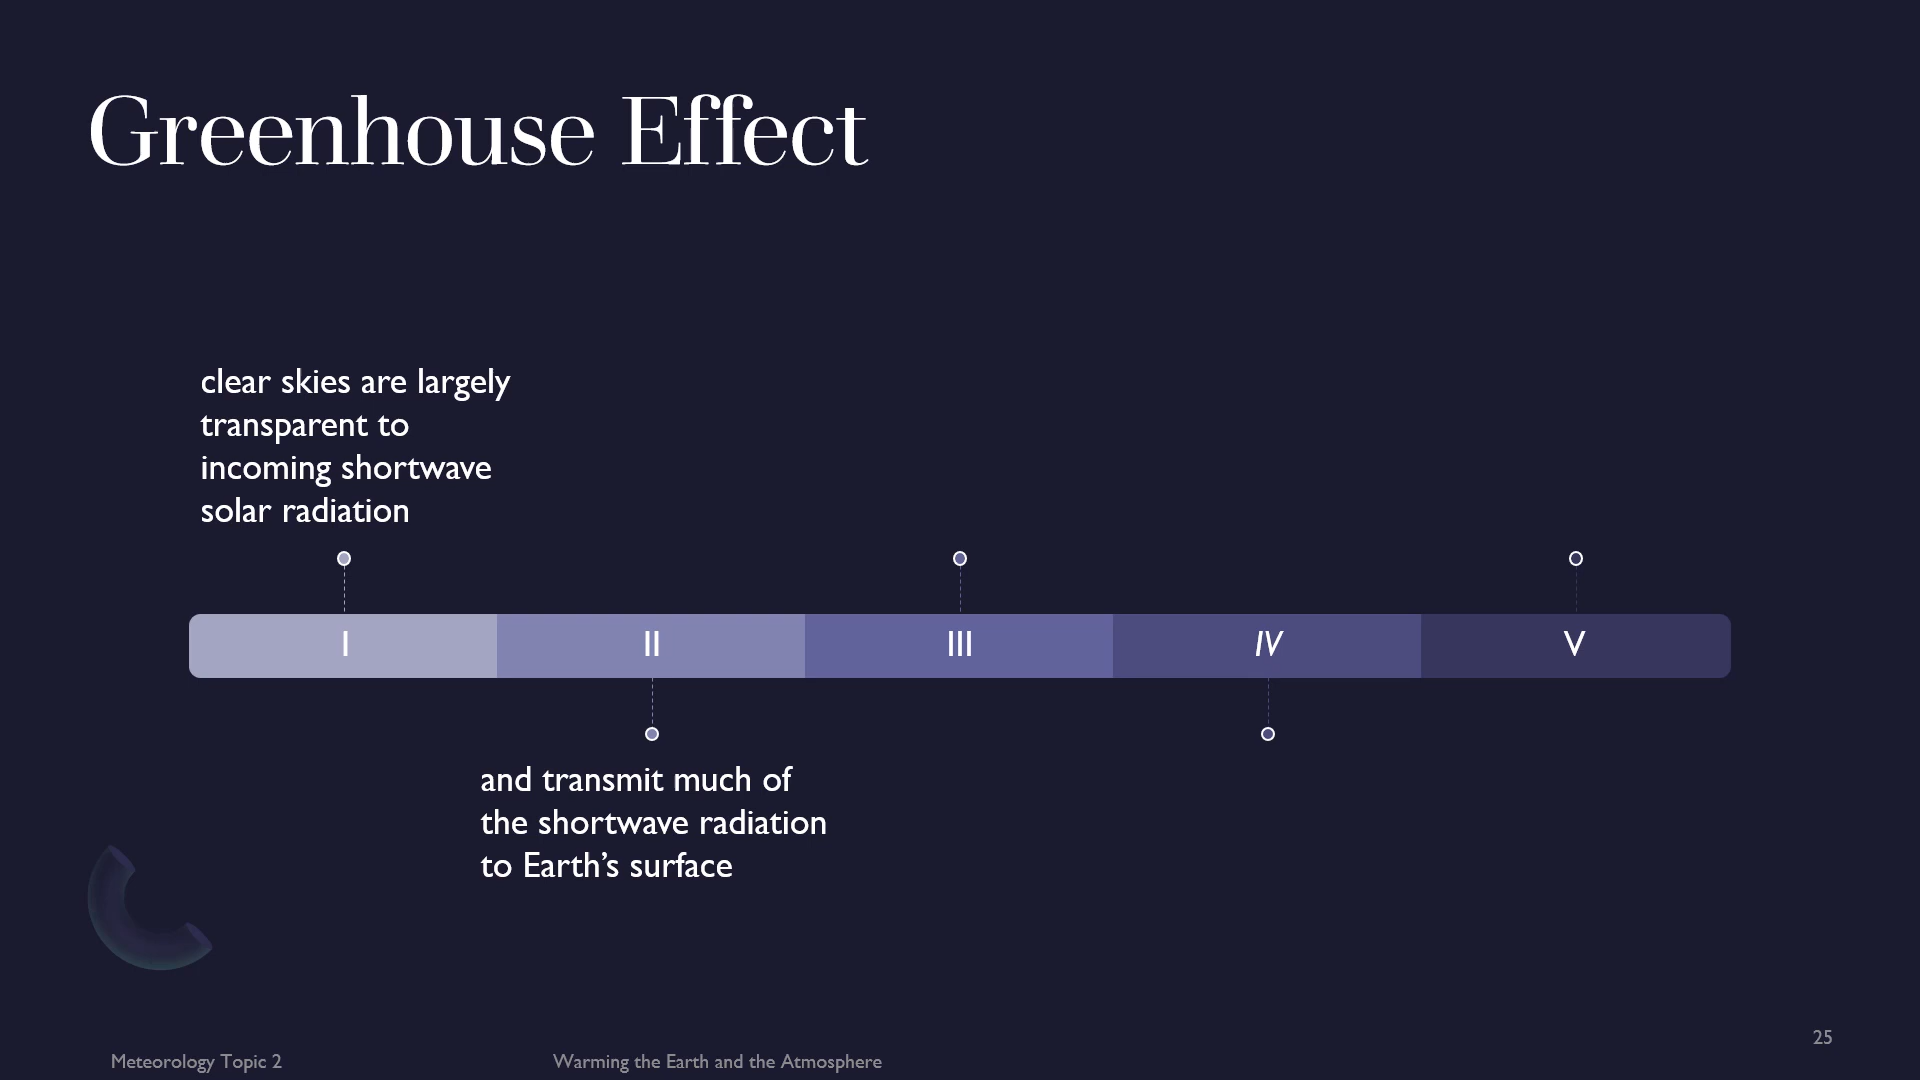 Greenhouse Effect
clear skies are largely
transparent to
incoming shortwave
solar radiation
I
II
III
IV
V
and transmit much of
the shortwave radiation
to Earth’s surface
25
Meteorology Topic 2
Warming the Earth and the Atmosphere